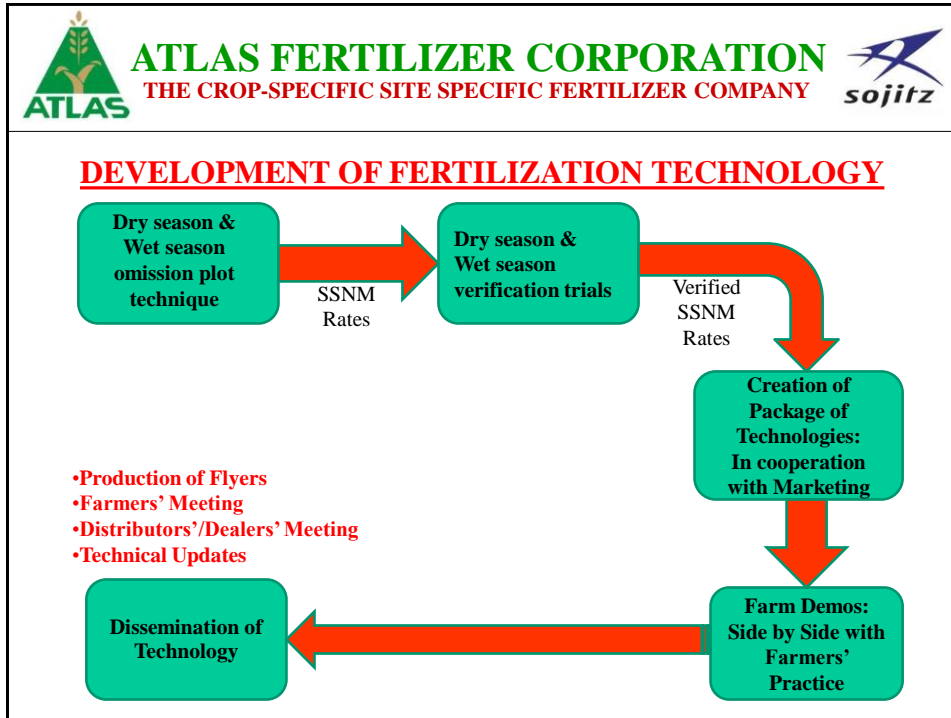 ATLAS
ATLAS FERTILIZER CORPORATION
THE CROP-SPECIFIC SITE SPECIFIC FERTILIZER COMPANY
sojitz
DEVELOPMENT OF FERTILIZATION TECHNOLOGY
Dry season &
Wet season
omission plot
technique
SSNM
Rates
Dry season &
Wet season
verification trials
Verified
SSNM
Rates
Creation of
Package of
Technologies:
In cooperation
with Marketing
Farm Demos:
Side by Side with
Farmers’
Practice
•Production of Flyers
•Farmers’ Meeting
•Distributors’/Dealers’ Meeting
•Technical Updates
Dissemination of
Technology